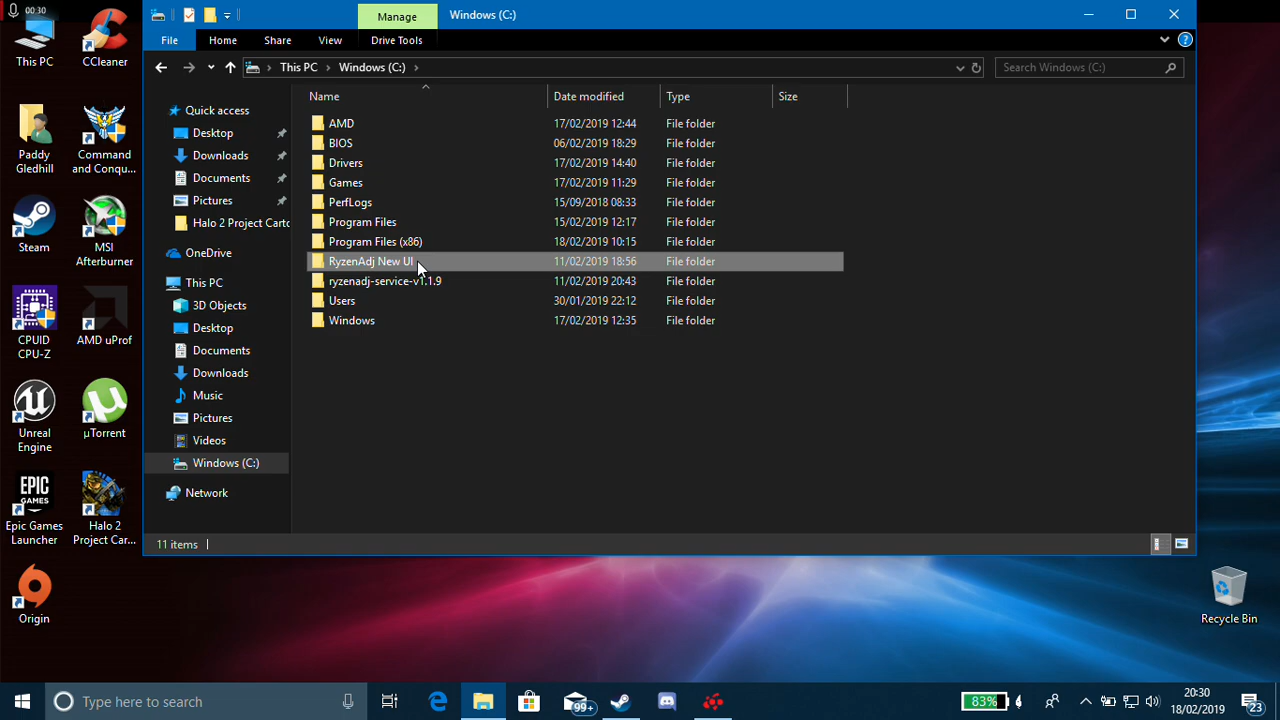 00:30
Manage
Windows (C:)
File
Home
Share
View
Drive Tools
This PC
Windows (C:)
Search Windows (C:)
Name
Date modified
Type
Size
Quick access
Desktop
Downloads
Documents
Pictures
Halo 2 Project Carto
OneDrive
This PC
3D Objects
Desktop
Documents
Downloads
Music
Pictures
Videos
Windows (C:)
Network
AMD 17/02/2019 12:44 File folder
BIOS 06/02/2019 18:29 File folder
Drivers 17/02/2019 14:40 File folder
Games 17/02/2019 11:29 File folder
PerfLogs 15/09/2018 08:33 File folder
Program Files 15/02/2019 12:17 File folder
Program Files (x86) 18/02/2019 10:15 File folder
RyzenAdj New UI 11/02/2019 18:56 File folder
ryzenadj-service-v1.1.9 11/02/2019 20:43 File folder
Users 30/01/2019 22:12 File folder
Windows 17/02/2019 12:35 File folder
11 items
This PC
CCleaner
Paddy
Gledhill
Command
and Conqu...
Steam
MSI
Afterburner
CPUID
CPU-Z
AMD uProf
Unreal
Engine
µTorrent
EPIC
GAMES
Epic Games
Launcher
Halo 2
Project Car...
Origin
Recycle Bin
Type here to search
99+
83%
20:30
18/02/2019
23